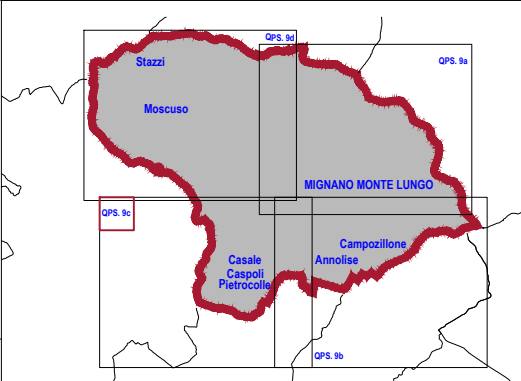 QPS. 9d
Stazzi
QPS. 9a
Moscuso
MIGNANO MONTE LUNGO
QPS. 9c
Campozillone
Casale
Annolise
Caspoli
Pietrocolle
QPS. 9b